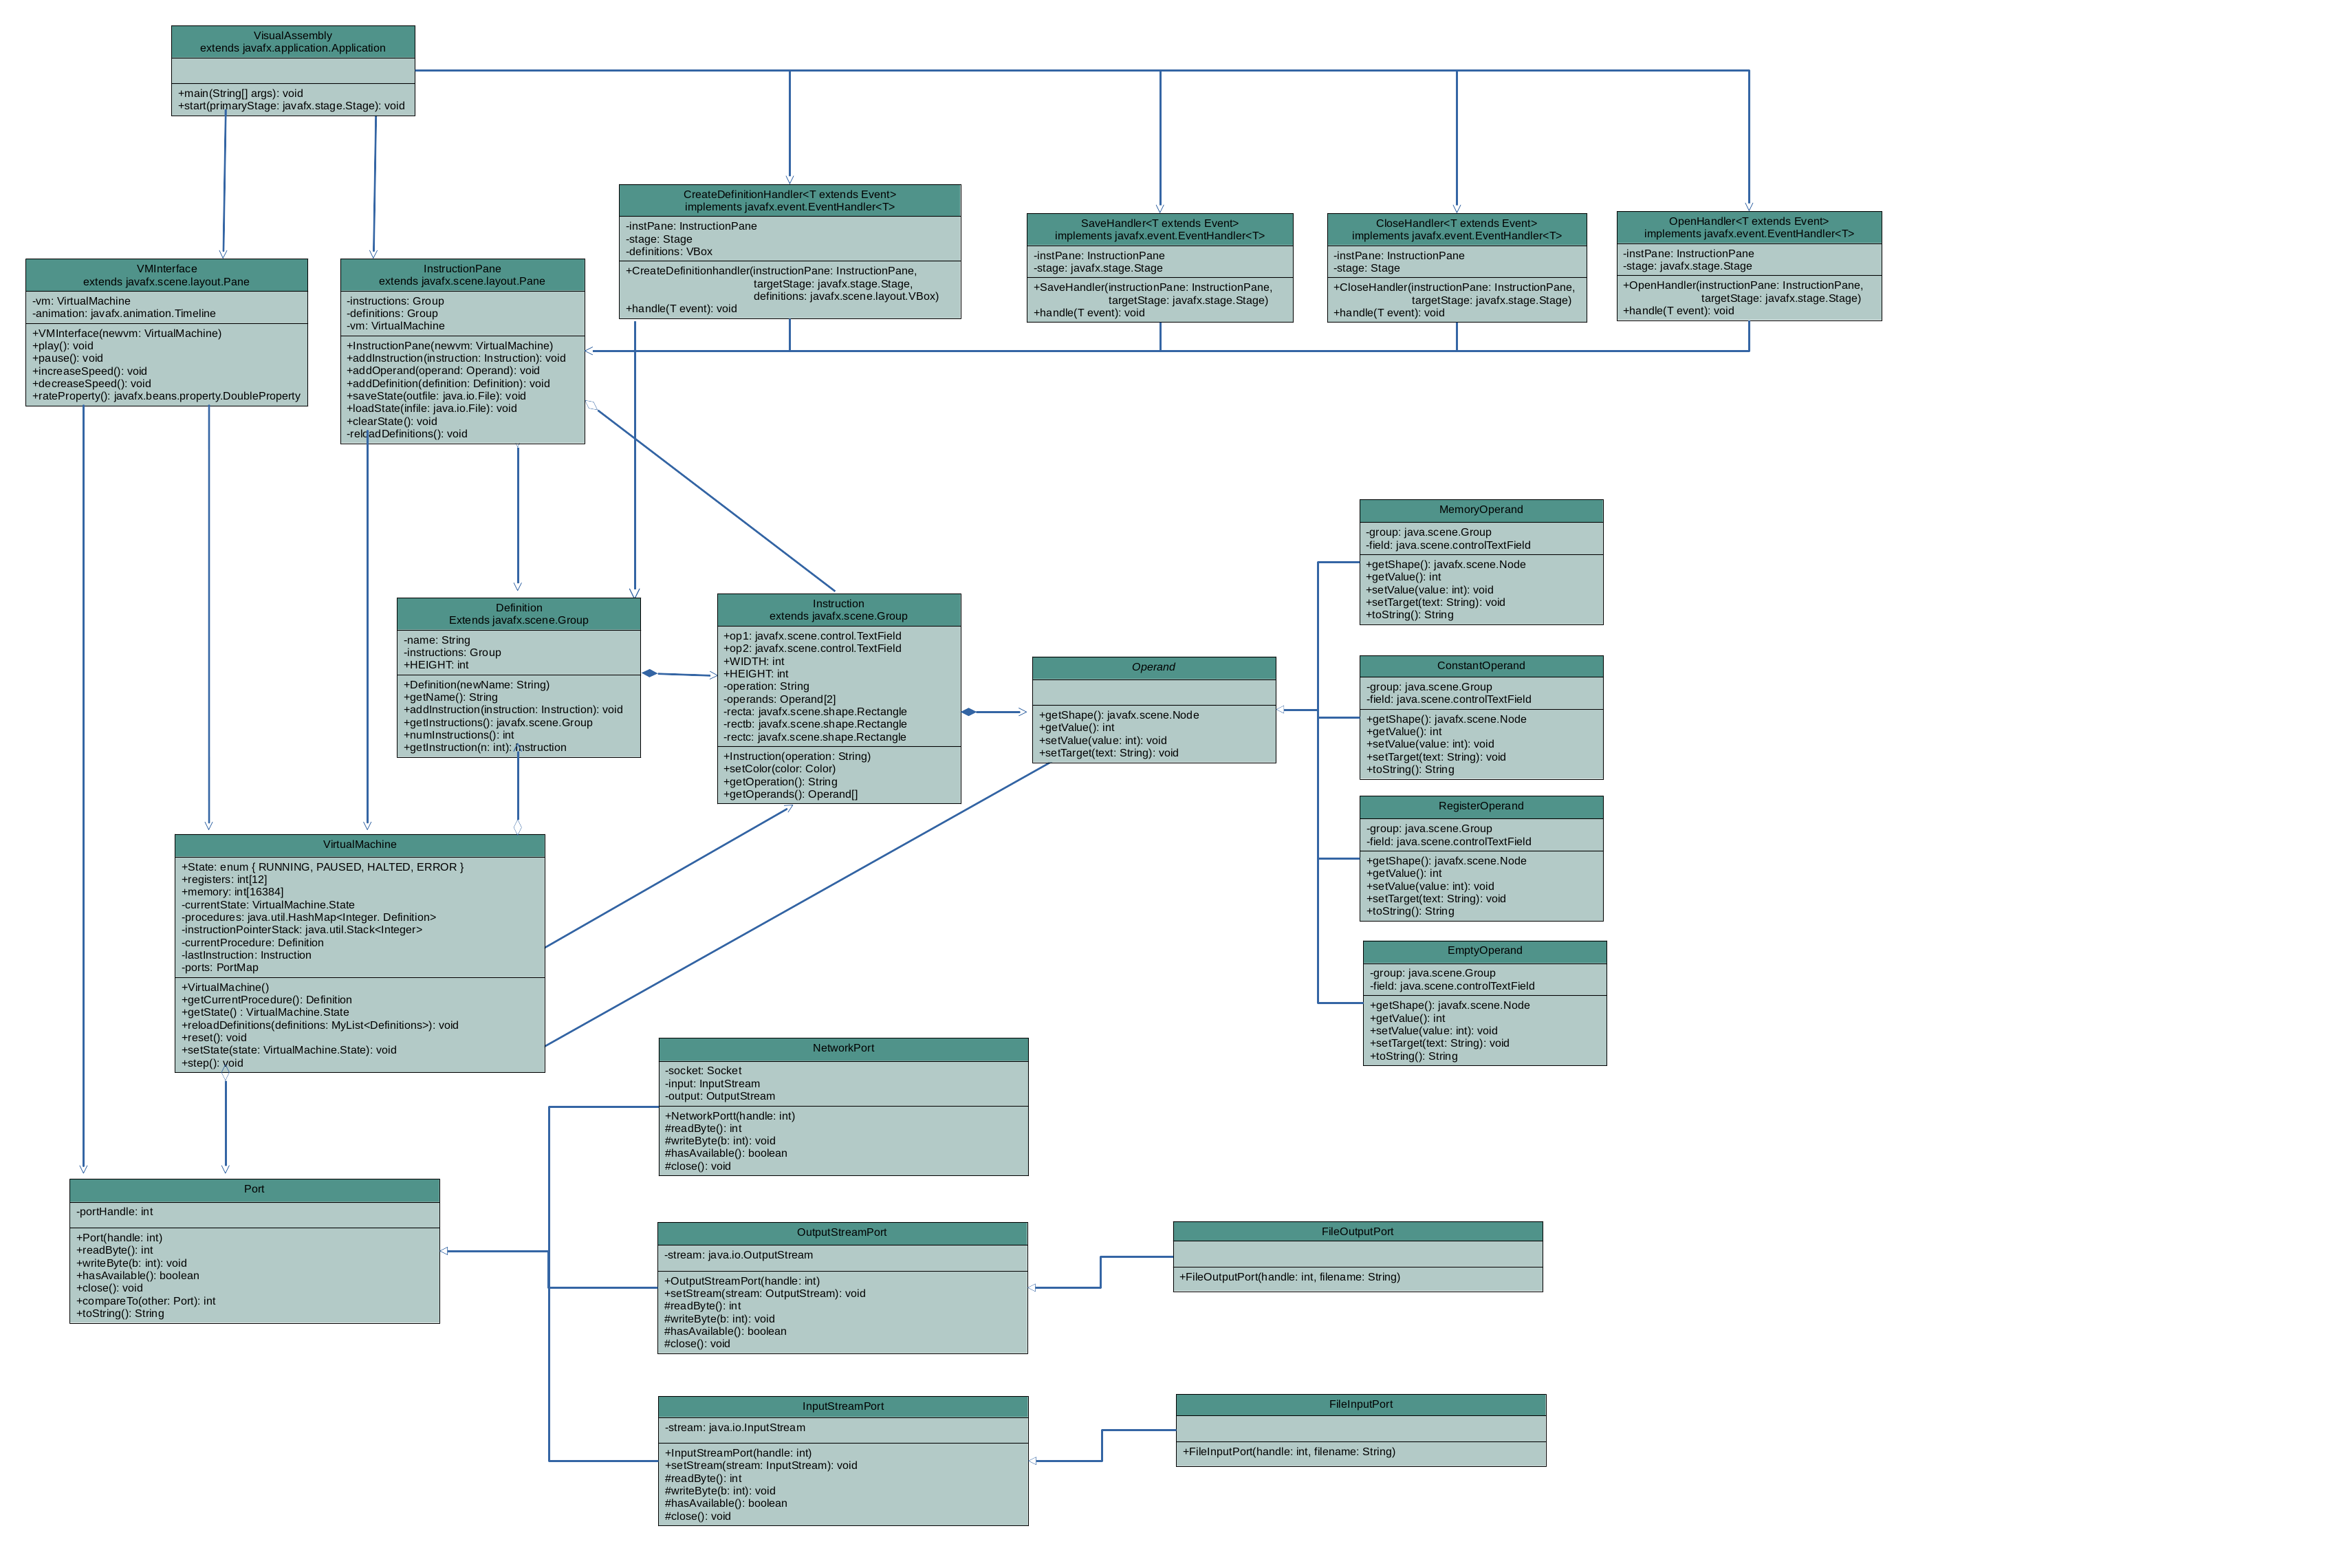 VisualAssembly
extends javafx.application.Application
+main(String[] args): void
+start(primaryStage: javafx.stage.Stage): void
CreateDefinitionHandler<T extends Event>
implements javafx.event.EventHandler<T>
-instPane: InstructionPane
-stage: Stage
-definitions: VBox
+CreateDefinitionhandler(instructionPane: InstructionPane,
targetStage: javafx.stage.Stage,
definitions: javafx.scene.layout.VBox)
+handle(T event): void
SaveHandler<T extends Event>
implements javafx.event.EventHandler<T>
-instPane: InstructionPane
-stage: javafx.stage.Stage
+SaveHandler(instructionPane: InstructionPane,
targetStage: javafx.stage.Stage)
+handle(T event): void
CloseHandler<T extends Event>
implements javafx.event.EventHandler<T>
-instPane: InstructionPane
-stage: Stage
+CloseHandler(instructionPane: InstructionPane,
targetStage: javafx.stage.Stage)
+handle(T event): void
OpenHandler<T extends Event>
implements javafx.event.EventHandler<T>
-instPane: InstructionPane
-stage: javafx.stage.Stage
+OpenHandler(instructionPane: InstructionPane,
targetStage: javafx.stage.Stage)
+handle(T event): void
VMInterface
extends javafx.scene.layout.Pane
-vm: VirtualMachine
-animation: javafx.animation.Timeline
+VMInterface(newvm: VirtualMachine)
+play(): void
+pause(): void
+increaseSpeed(): void
+decreaseSpeed(): void
+rateProperty(): javafx.beans.property.DoubleProperty
InstructionPane
extends javafx.scene.layout.Pane
-instructions: Group
-definitions: Group
-vm: VirtualMachine
+InstructionPane(newvm: VirtualMachine)
+addInstruction(instruction: Instruction): void
+addOperand(operand: Operand): void
+addDefinition(definition: Definition): void
+saveState(outfile: java.io.File): void
+loadState(infile: java.io.File): void
+clearState(): void
-reloadDefinitions(): void
MemoryOperand
-group: java.scene.Group
-field: java.scene.controlTextField
+getShape(): javafx.scene.Node
+getValue(): int
+setValue(value: int): void
+setTarget(text: String): void
+toString(): String
Definition
Extends javafx.scene.Group
-name: String
-instructions: Group
+HEIGHT: int
+Definition(newName: String)
+getName(): String
+addInstruction(instruction: Instruction): void
+getInstructions(): javafx.scene.Group
+numInstructions(): int
+getInstruction(n: int): Instruction
Instruction
extends javafx.scene.Group
+op1: javafx.scene.control.TextField
+op2: javafx.scene.control.TextField
+WIDTH: int
+HEIGHT: int
-operation: String
-operands: Operand[2]
-recta: javafx.scene.shape.Rectangle
-rectb: javafx.scene.shape.Rectangle
-rectc: javafx.scene.shape.Rectangle
+Instruction(operation: String)
+setColor(color: Color)
+getOperation(): String
+getOperands(): Operand[]
Operand
+getShape(): javafx.scene.Node
+getValue(): int
+setValue(value: int): void
+setTarget(text: String): void
ConstantOperand
-group: java.scene.Group
-field: java.scene.controlTextField
+getShape(): javafx.scene.Node
+getValue(): int
+setValue(value: int): void
+setTarget(text: String): void
+toString(): String
RegisterOperand
-group: java.scene.Group
-field: java.scene.controlTextField
+getShape(): javafx.scene.Node
+getValue(): int
+setValue(value: int): void
+setTarget(text: String): void
+toString(): String
EmptyOperand
-group: java.scene.Group
-field: java.scene.controlTextField
+getShape(): javafx.scene.Node
+getValue(): int
+setValue(value: int): void
+setTarget(text: String): void
+toString(): String
VirtualMachine
+State: enum { RUNNING, PAUSED, HALTED, ERROR }
+registers: int[12]
+memory: int[16384]
-currentState: VirtualMachine.State
-procedures: java.util.HashMap<Integer. Definition>
-instructionPointerStack: java.util.Stack<Integer>
-currentProcedure: Definition
-lastInstruction: Instruction
-ports: PortMap
+VirtualMachine()
+getCurrentProcedure(): Definition
+getState() : VirtualMachine.State
+reloadDefinitions(definitions: MyList<Definitions>): void
+reset(): void
+setState(state: VirtualMachine.State): void
+step(): void
NetworkPort
-socket: Socket
-input: InputStream
-output: OutputStream
+NetworkPortt(handle: int)
#readByte(): int
#writeByte(b: int): void
#hasAvailable(): boolean
#close(): void
Port
-portHandle: int
+Port(handle: int)
+readByte(): int
+writeByte(b: int): void
+hasAvailable(): boolean
+close(): void
+compareTo(other: Port): int
+toString(): String
OutputStreamPort
-stream: java.io.OutputStream
+OutputStreamPort(handle: int)
+setStream(stream: OutputStream): void
#readByte(): int
#writeByte(b: int): void
#hasAvailable(): boolean
#close(): void
FileOutputPort
+FileOutputPort(handle: int, filename: String)
InputStreamPort
-stream: java.io.InputStream
+InputStreamPort(handle: int)
+setStream(stream: InputStream): void
#readByte(): int
#writeByte(b: int): void
#hasAvailable(): boolean
#close(): void
FileInputPort
+FileInputPort(handle: int, filename: String)